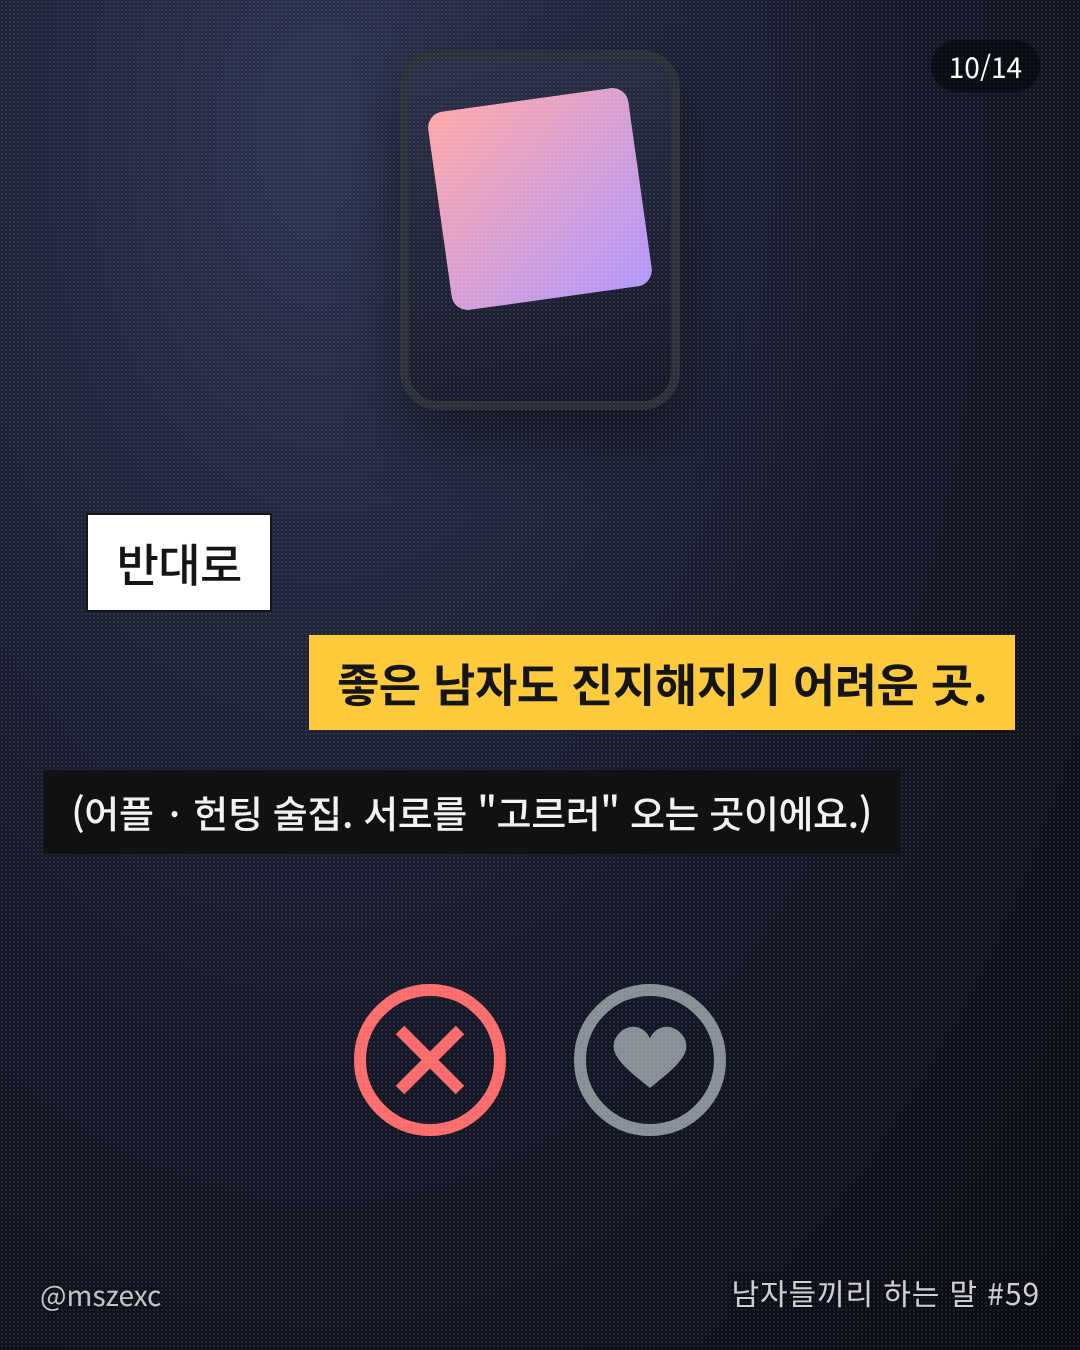 10/14
반대로
좋은 남자도 진지해지기 어려운 곳.
(어플 · 헌팅 술집. 서로를 "고르러" 오는 곳이에요.)
@mszexc
남자들끼리 하는 말 #59